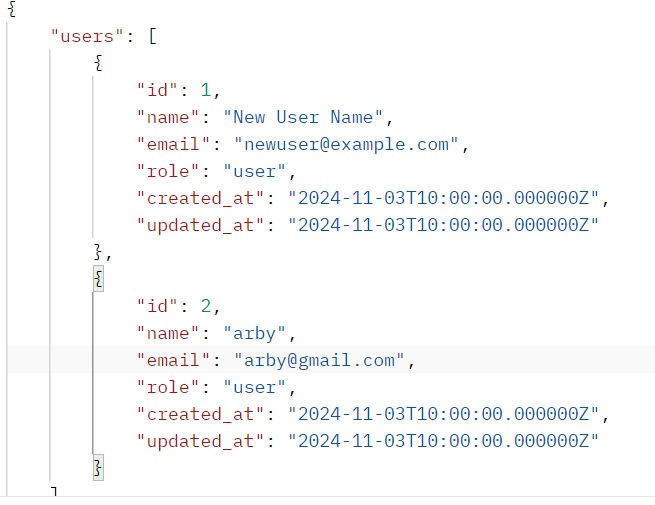 {
    "users": [
        {
            "id": 1,
            "name": "New User Name",
            "email": "newuser@example.com",
            "role": "user",
            "created_at": "2024-11-03T10:00:00.000000Z",
            "updated_at": "2024-11-03T10:00:00.000000Z"
        },
        {
            "id": 2,
            "name": "arby",
            "email": "arby@gmail.com",
            "role": "user",
            "created_at": "2024-11-03T10:00:00.000000Z",
            "updated_at": "2024-11-03T10:00:00.000000Z"
        }
    ]